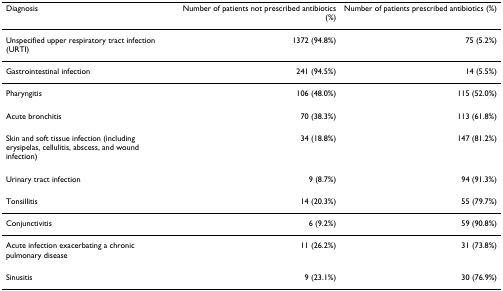 Diagnosis Number of patients not prescribed antibiotics (%) Number of patients prescribed antibiotics (%)
Unspecified upper respiratory tract infection (URTI) 1372 (94.8%) 75 (5.2%)
Gastrointestinal infection 241 (94.5%) 14 (5.5%)
Pharyngitis 106 (48.0%) 115 (52.0%)
Acute bronchitis 70 (38.3%) 113 (61.8%)
Skin and soft tissue infection (including erysipelas, cellulitis, abscess, and wound infection) 34 (18.8%) 147 (81.2%)
Urinary tract infection 9 (8.7%) 94 (91.3%)
Tonsillitis 14 (20.3%) 55 (79.7%)
Conjunctivitis 6 (9.2%) 59 (90.8%)
Acute infection exacerbating a chronic pulmonary disease 11 (26.2%) 31 (73.8%)
Sinusitis 9 (23.1%) 30 (76.9%)